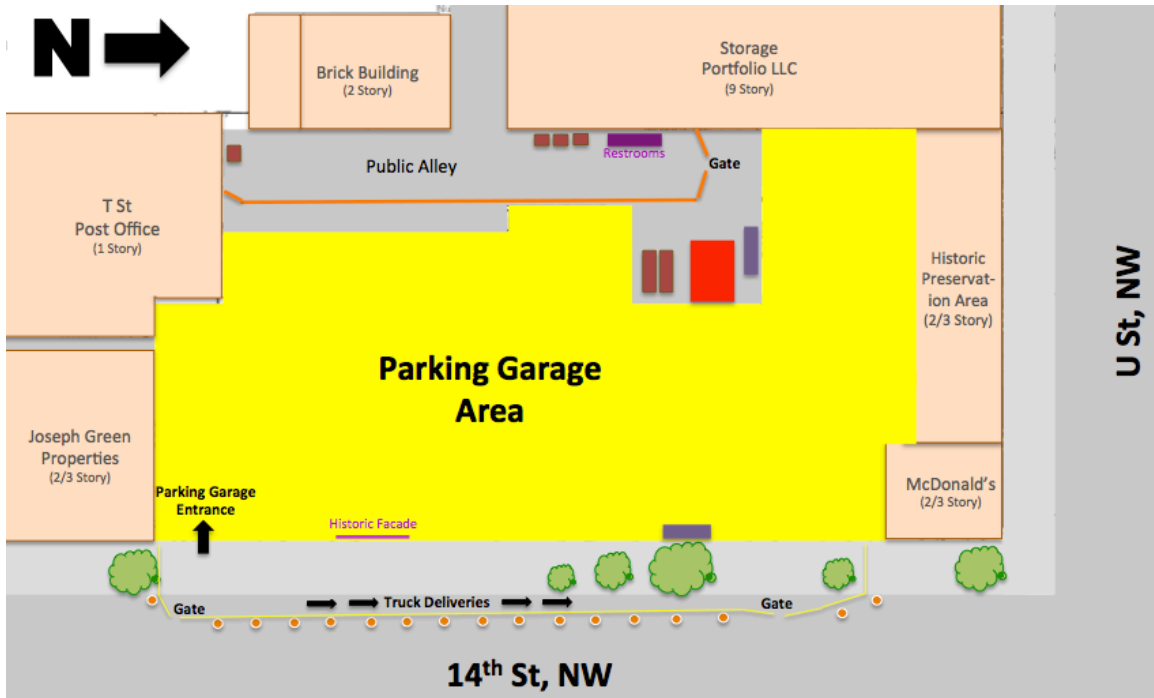 N
Brick Building
(2 Story)
Storage
Portfolio LLC
(9 Story)
Public Alley
Restrooms
Gate
T St
Post Office
(1 Story)
Historic
Preservat-
ion Area
(2/3 Story)
U St, NW
Parking Garage
Area
Joseph Green
Properties
(2/3 Story)
McDonald's
(2/3 Story)
Parking Garage
Entrance
Historic Facade
Gate
Truck Deliveries
Gate
14th St, NW